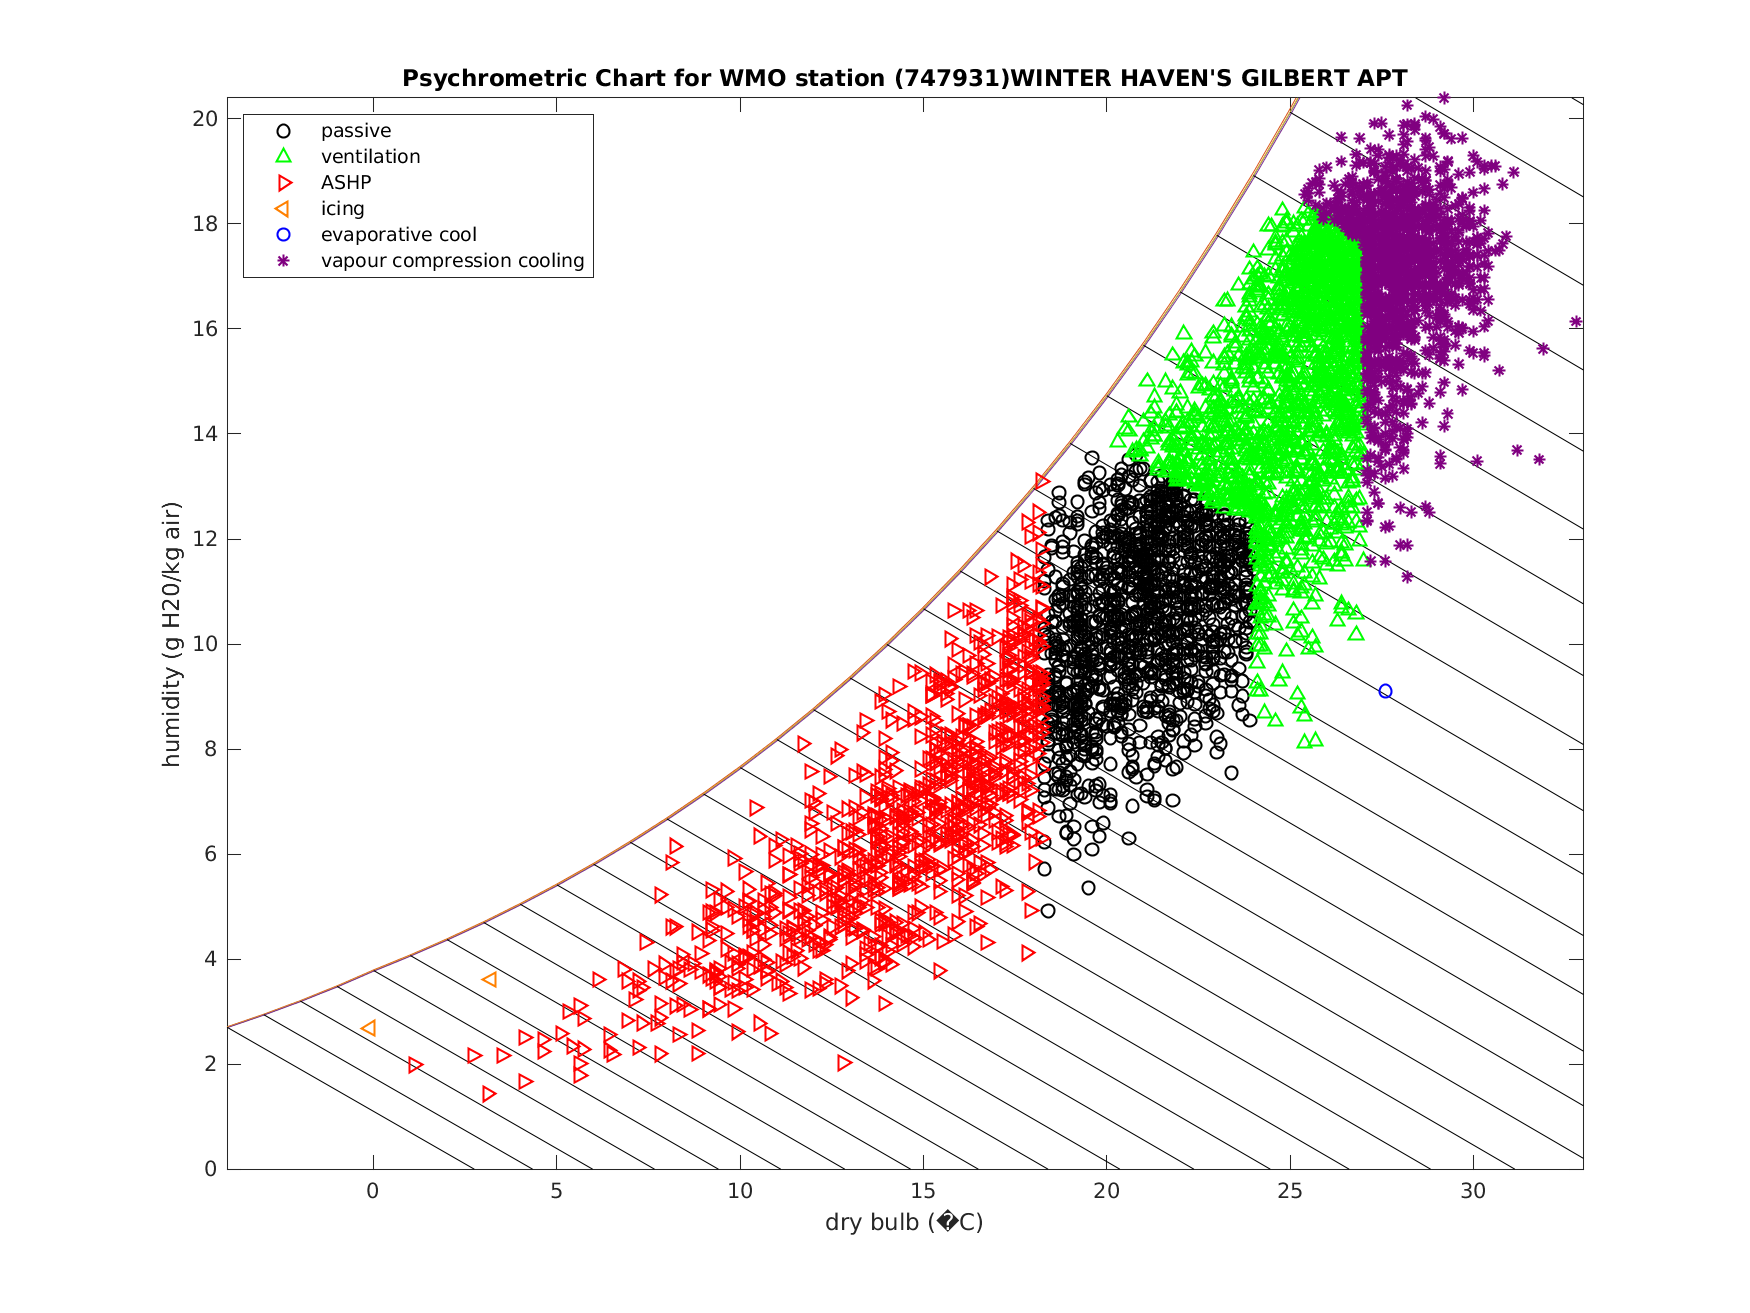 Psychrometric Chart for WMO station (747931)WINTER HAVEN'S GILBERT APT
passive
ventilation
ASHP
icing
evaporative cool
vapour compression cooling
humidity (g H20/kg air)
20
18
16
14
12
10
8
6
4
2
0
0 5 10 15 20 25 30
dry bulb (�C)